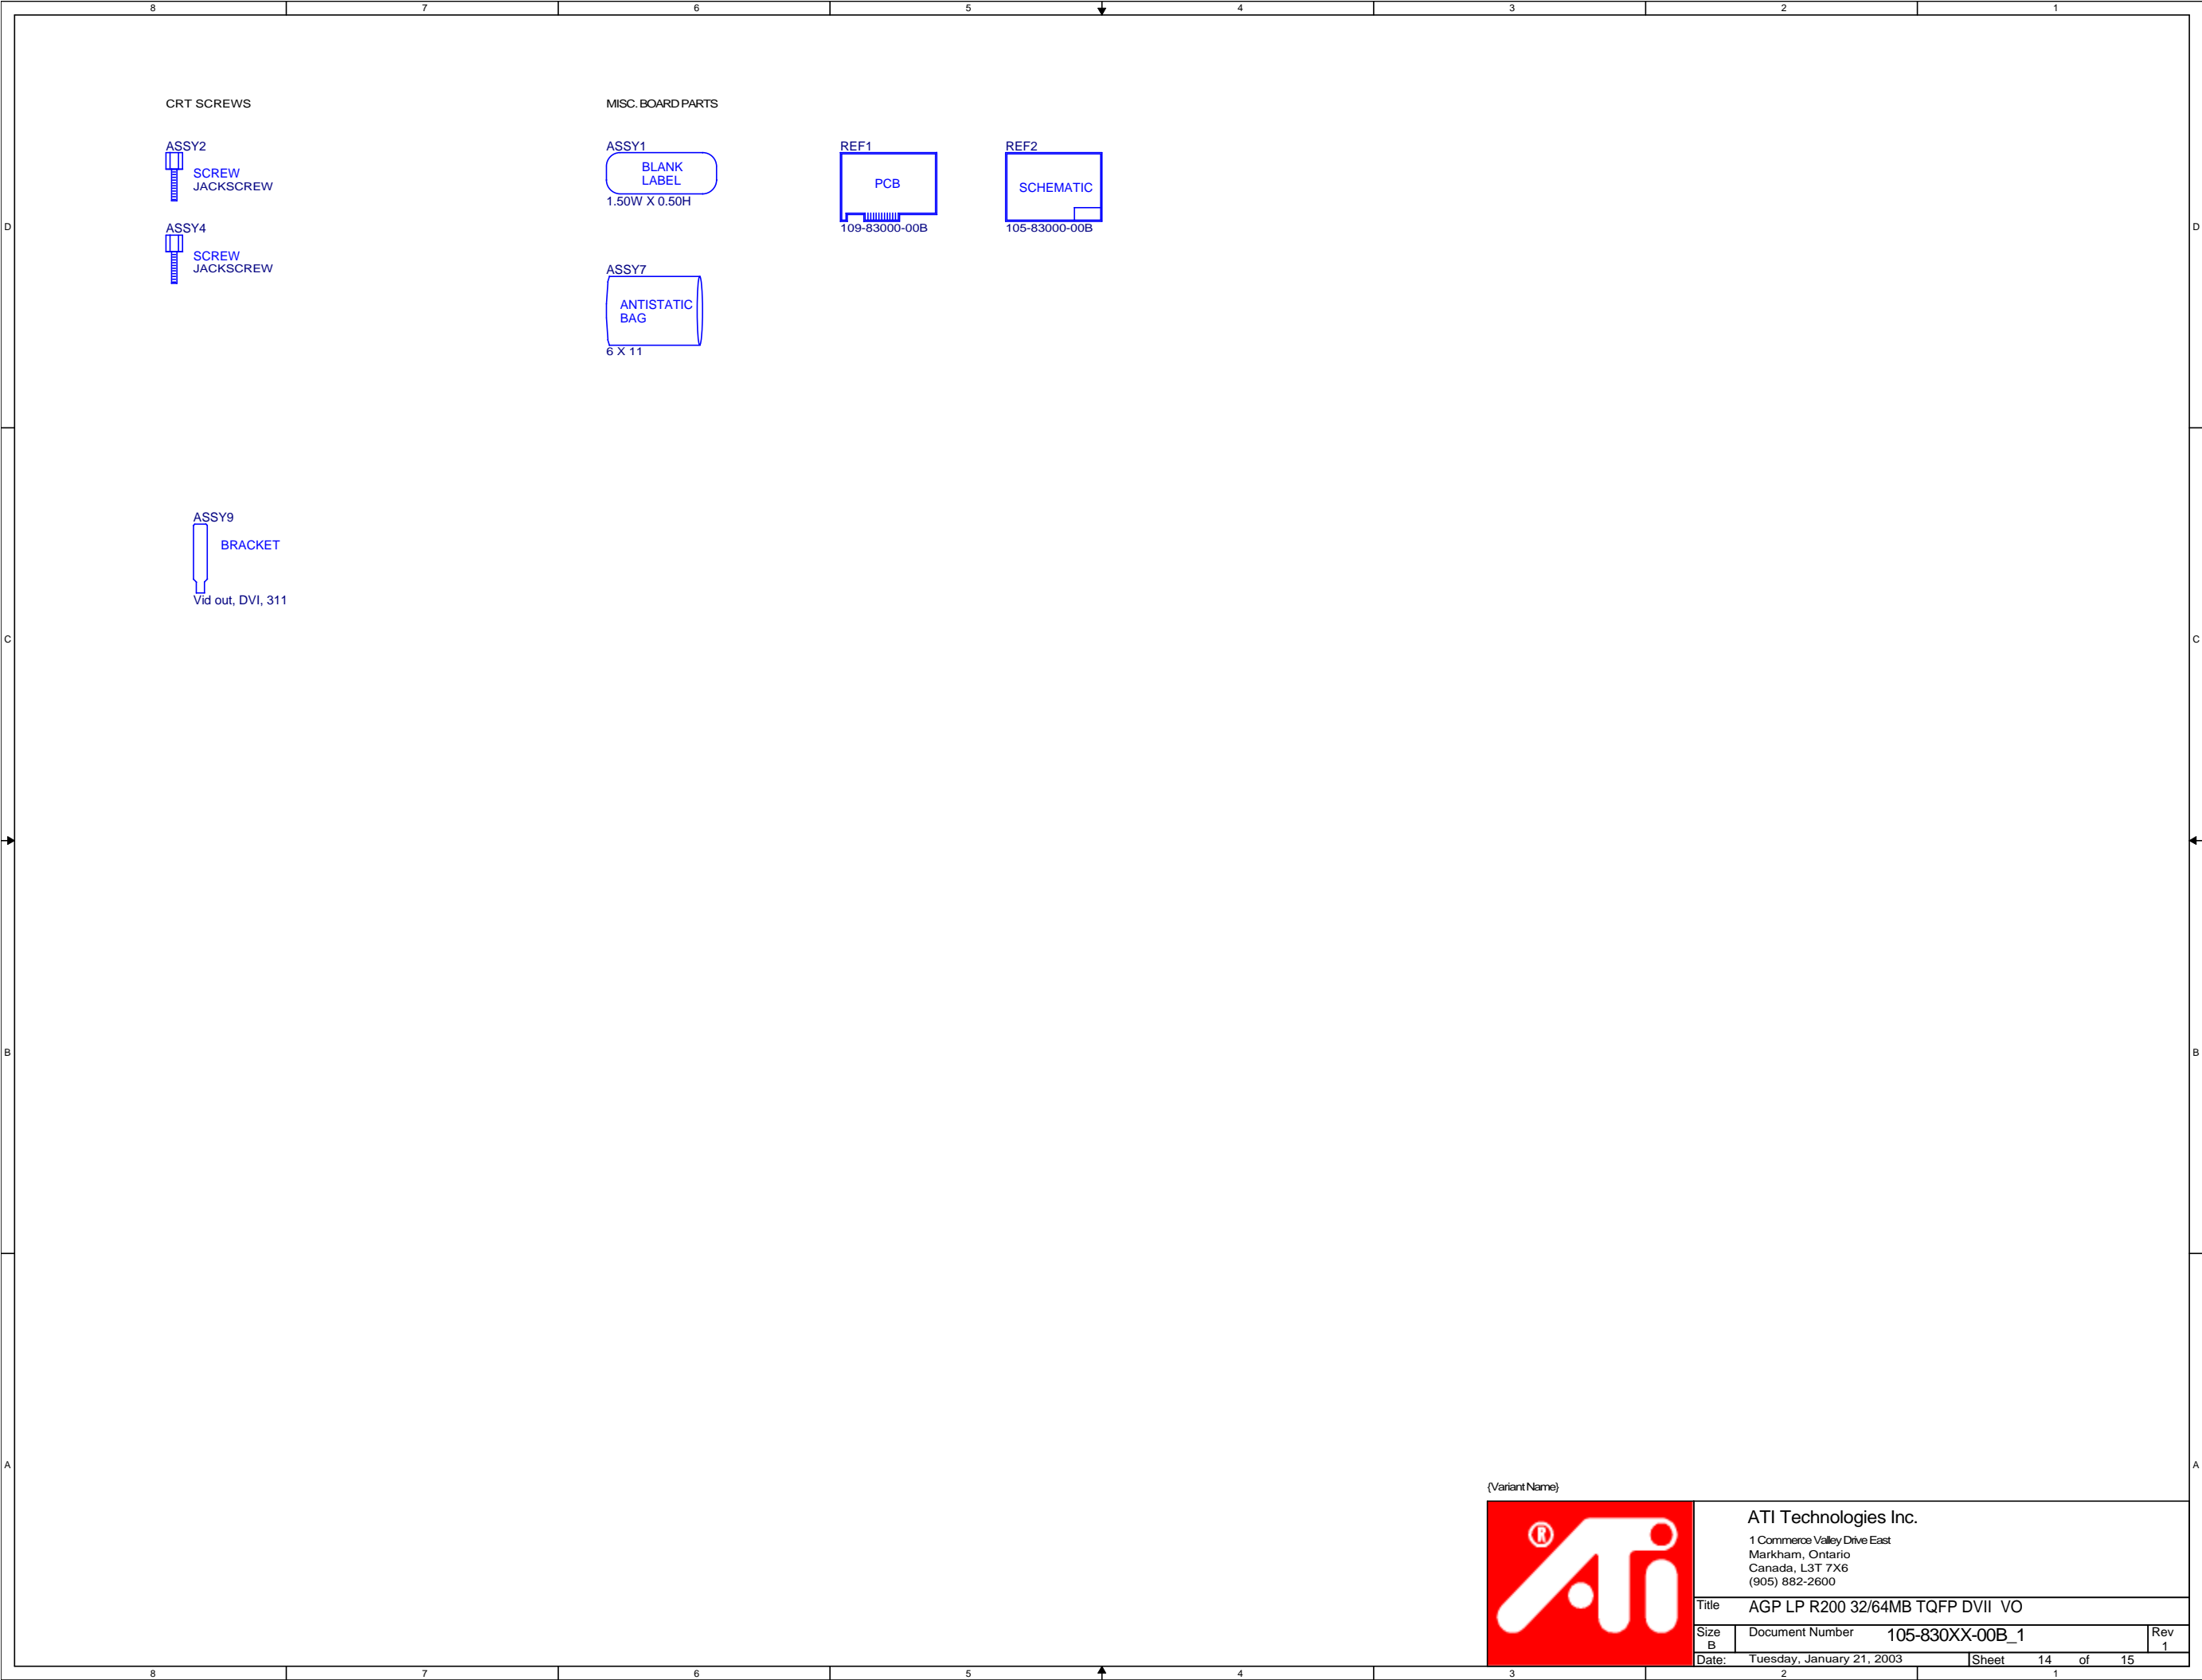 8 7 6 5 4 3 2 1
CRT SCREWS
MISC. BOARD PARTS
ASSY2
SCREW
JACKSCREW
ASSY1
BLANK
LABEL
1.50W X 0.50H
REF1
PCB
109-83000-00B
REF2
SCHEMATIC
105-83000-00B
D D
ASSY4
SCREW
JACKSCREW
ASSY7
ANTISTATIC
BAG
6 X 11
ASSY9
BRACKET
Vid out, DVI, 311
C C
B B
A A
{Variant Name}
® ATi
ATI Technologies Inc.
1 Commerce Valley Drive East
Markham, Ontario
Canada, L3T 7X6
(905) 882-2600
Title AGP LP R200 32/64MB TQFP DVII VO
Size B
Document Number 105-830XX-00B_1
Rev 1
Date: Tuesday, January 21, 2003 Sheet 14 of 15
8 7 6 5 4 3 2 1